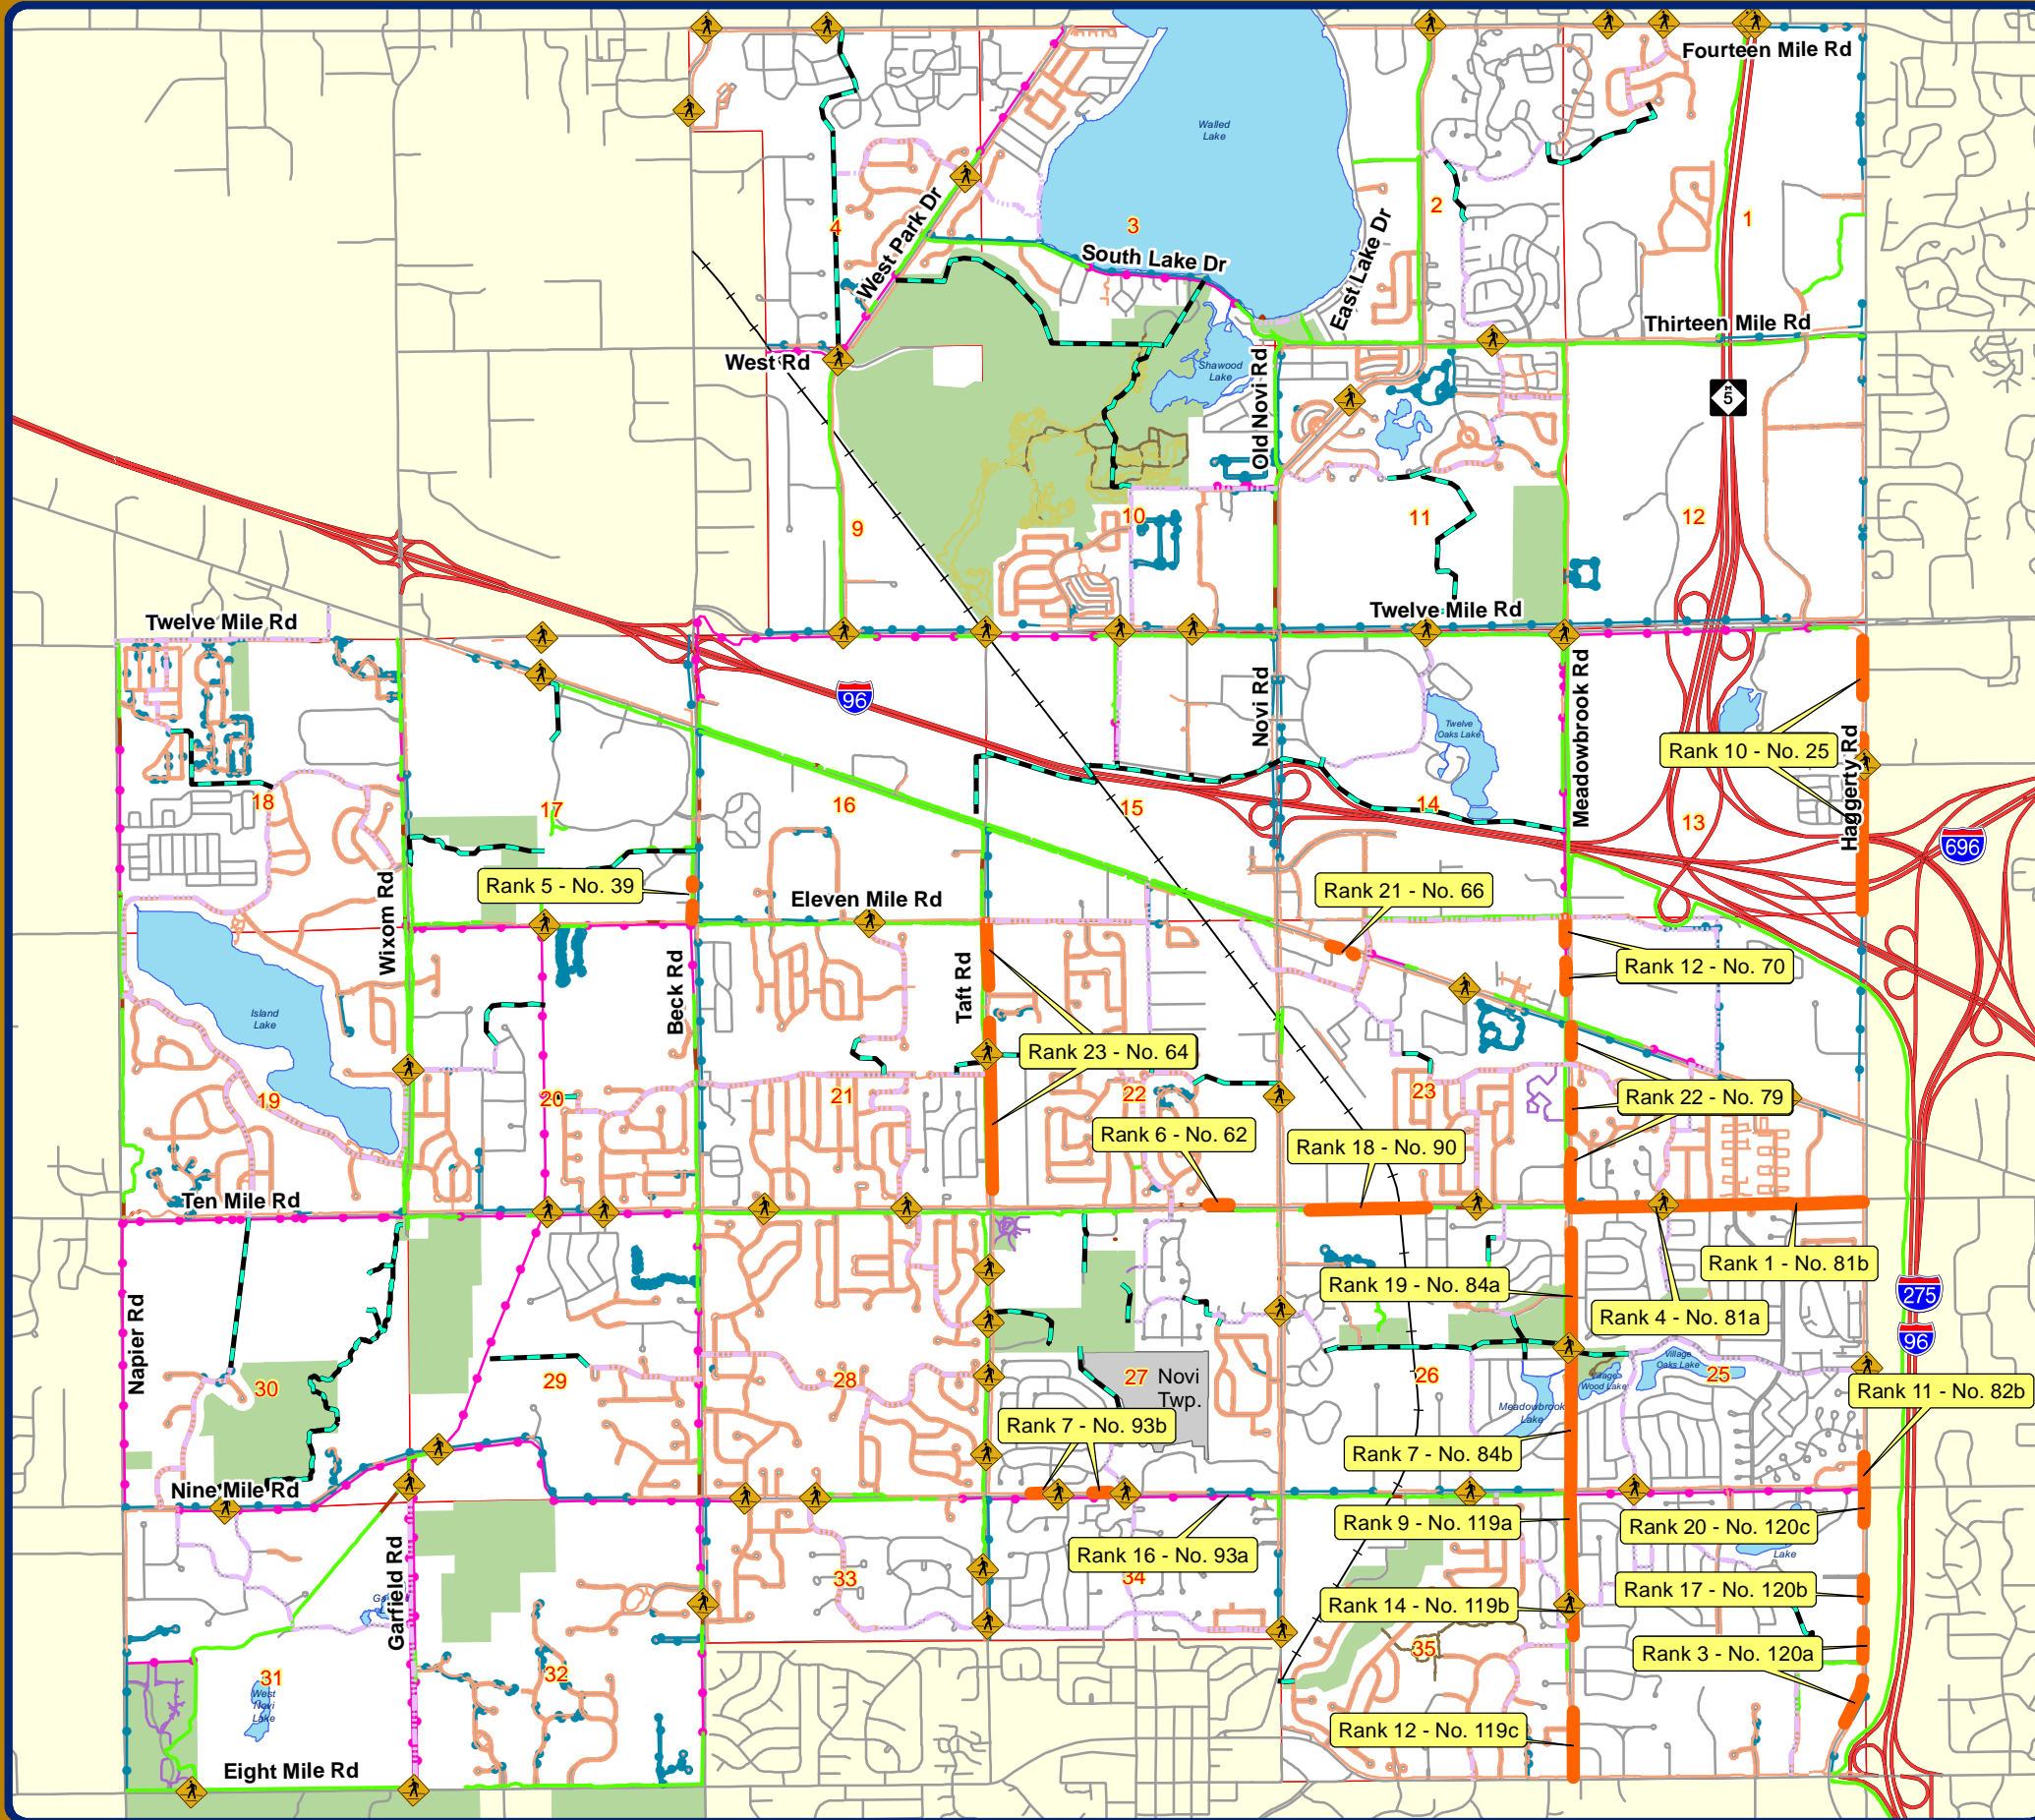 Fourteen Mile Rd
Walled
Lake
2
1
4
3
West Park Dr
South Lake Dr
East Lake Dr
Thirteen Mile Rd
West Rd
Shawood
Lake
Old Novi Rd
M
5
9
10
11
12
Twelve Mile Rd
Twelve Mile Rd
96
Novi Rd
Meadowbrook Rd
Twelve
Oaks Lake
Rank 10 - No. 25
Haggerty Rd
18
17
16
15
14
13
696
Rank 5 - No. 39
Eleven Mile Rd
Rank 21 - No. 66
Wixom Rd
Beck Rd
Taft Rd
Rank 12 - No. 70
Island
Lake
Rank 23 - No. 64
19
20
21
22
23
Rank 22 - No. 79
Rank 6 - No. 62
Rank 18 - No. 90
Ten Mile Rd
Rank 1 - No. 81b
Rank 19 - No. 84a
275
Rank 4 - No. 81a
96
Napier Rd
Village
Oaks Lake
30
29
28
27
Novi
Twp.
26
25
Village
Wood Lake
Rank 11 - No. 82b
Meadowbrook
Lake
Rank 7 - No. 93b
Rank 7 - No. 84b
Nine Mile Rd
Rank 9 - No. 119a
Rank 20 - No. 120c
Rank 16 - No. 93a
Lake
Garfield Rd
33
34
Rank 17 - No. 120b
Rank 14 - No. 119b
35
Rank 3 - No. 120a
31
32
West
Novi
Lake
Rank 12 - No. 119c
Eight Mile Rd